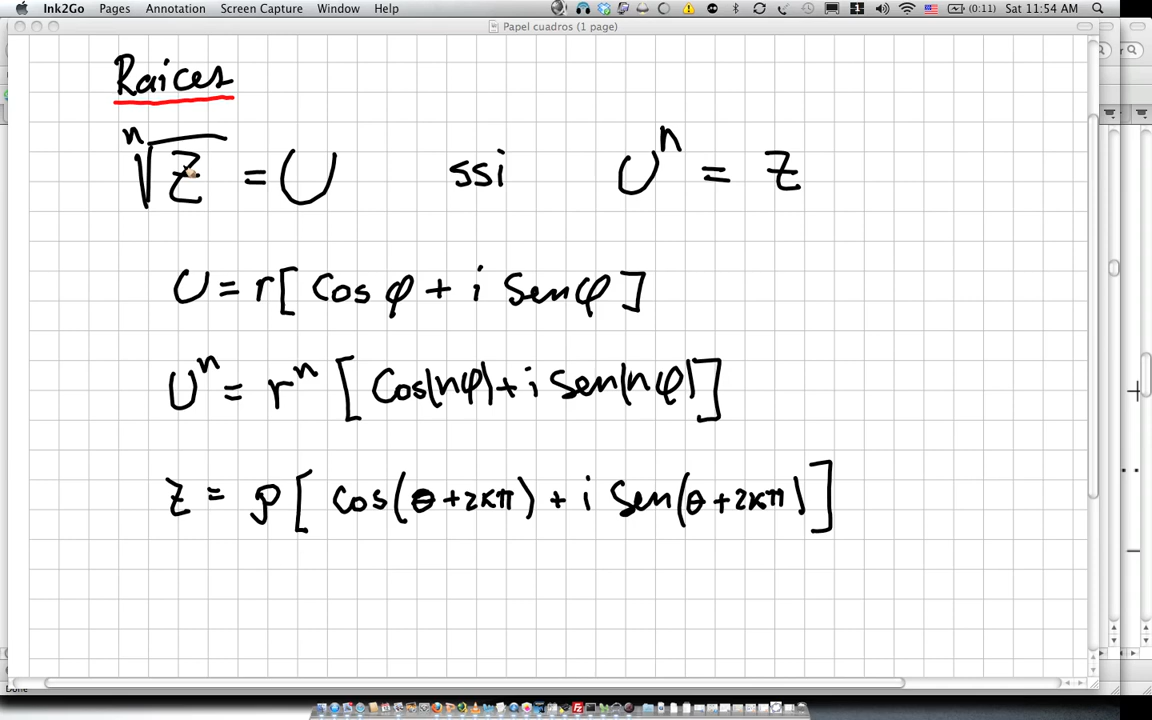 Ink2Go Pages Annotation Screen Capture Window Help (0:11) Sat 11:54 AM
Papel cuadros (1 page)
Raices
ⁿ√Z = U ssi Uⁿ = Z
U = r[ Cos φ + i Sen φ ]
Uⁿ = rⁿ [ Cos(nφ) + i Sen(nφ) ]
z = ρ[ cos(θ + 2kπ) + i Sen(θ + 2kπ) ]
Done